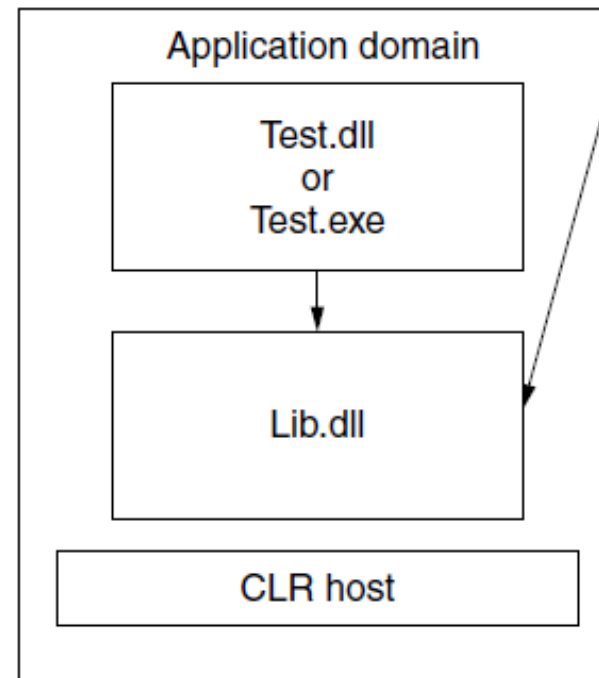 Application domain
Test.dll
or
Test.exe
Lib.dll
CLR host